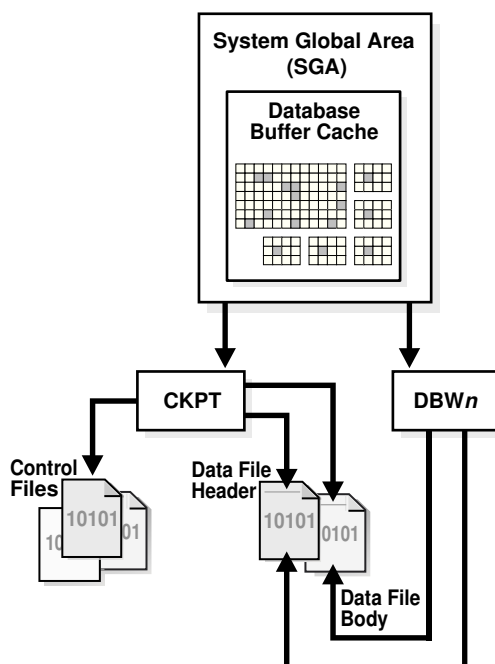 System Global Area
(SGA)
Database
Buffer Cache
CKPT
DBWn
Control
Files
Data File
Header
10101
10
01
10101
0101
Data File
Body